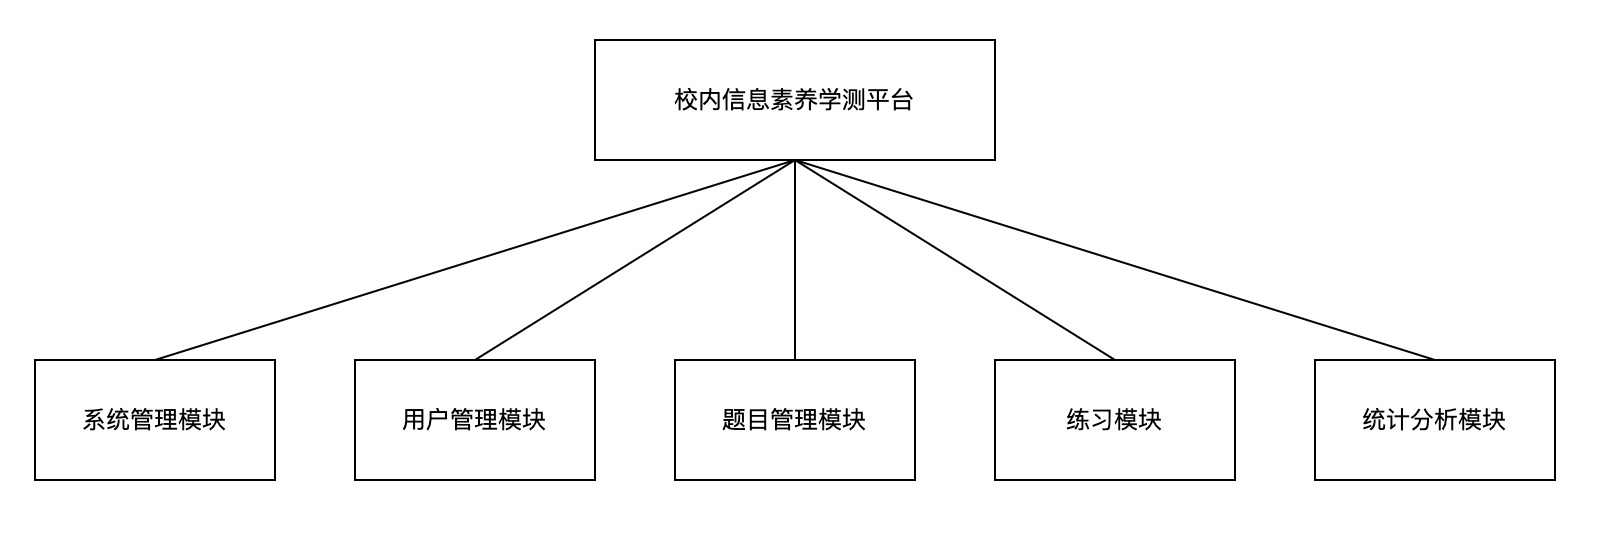 校内信息素养学测平台
系统管理模块
用户管理模块
题目管理模块
练习模块
统计分析模块